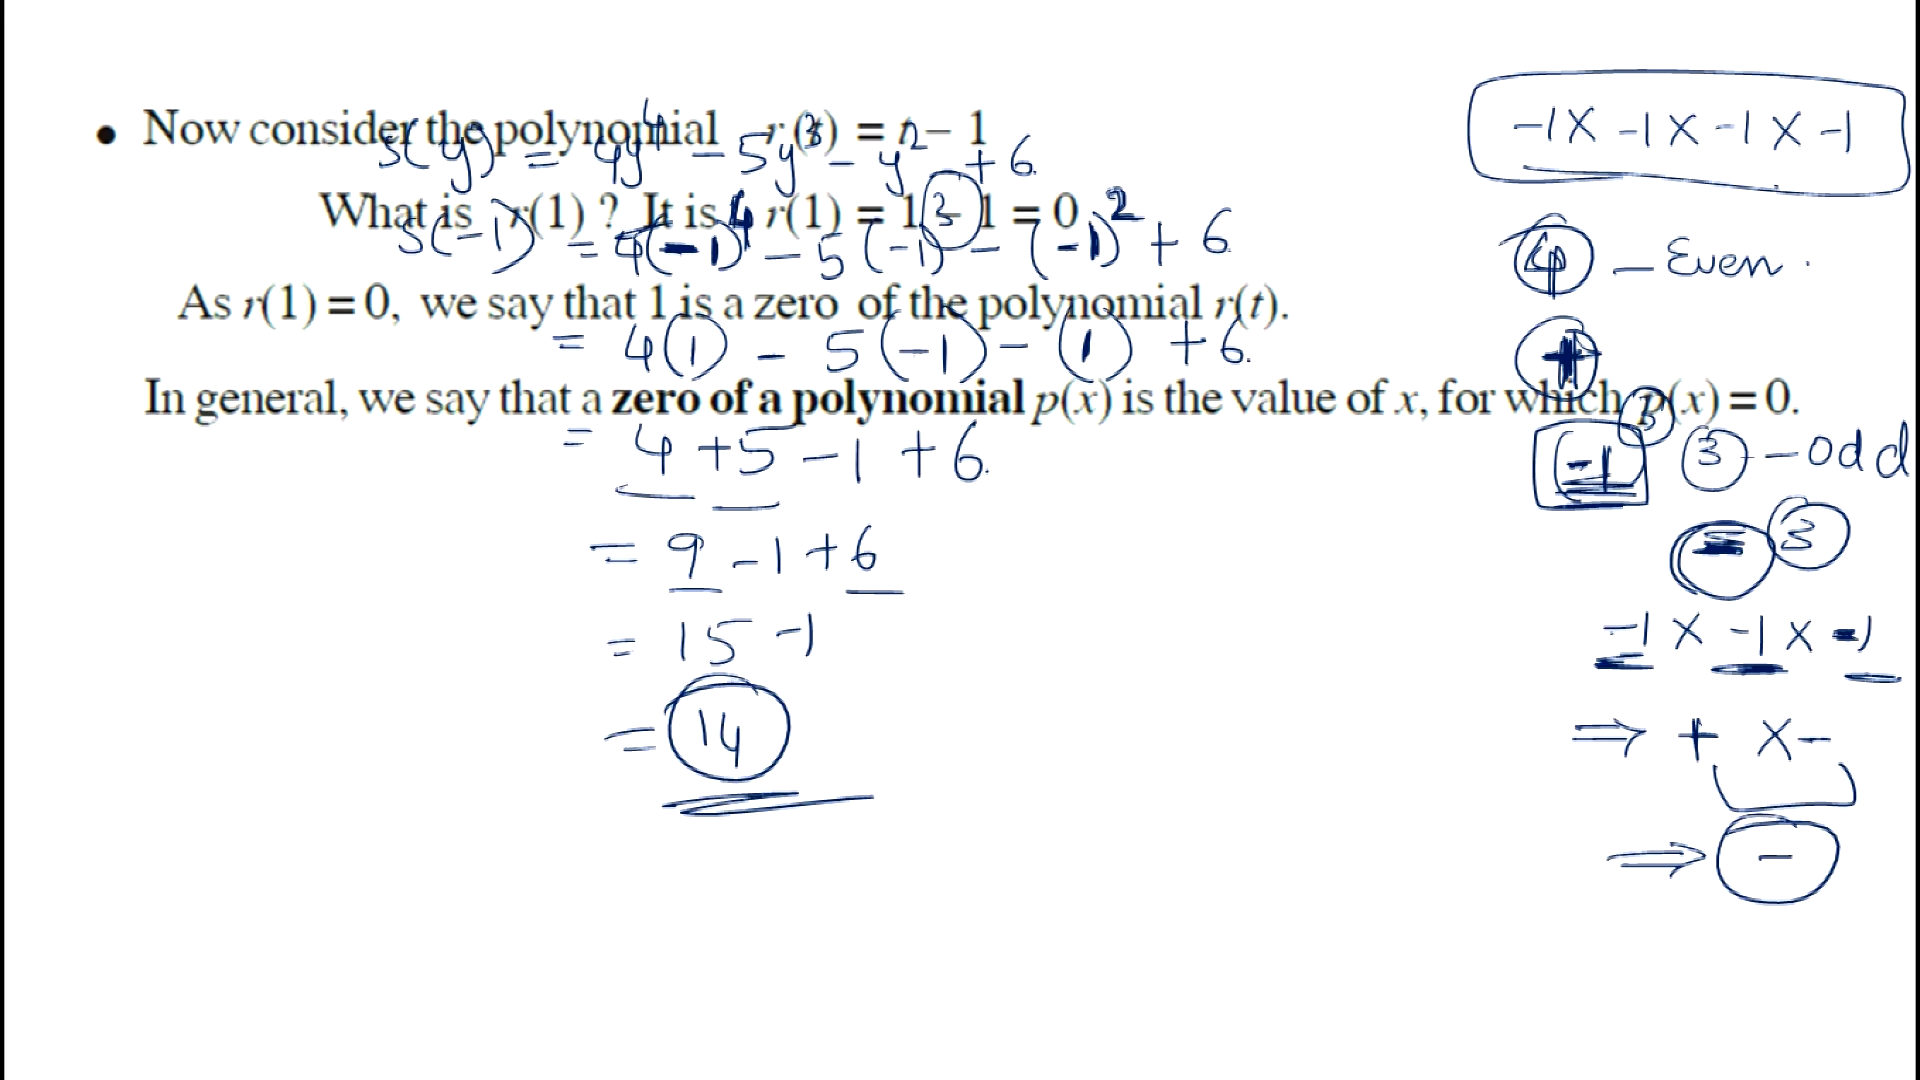 • Now consider the polynomial r(t) = t – 1
s(y) = 4y⁴ - 5y³ - y² + 6
What is r(1) ? It is r(1) = 1 – 1 = 0
s(-1) = 4(-1)⁴ - 5(-1)³ - (-1)² + 6
As r(1) = 0, we say that 1 is a zero of the polynomial r(t).
= 4(1) - 5(-1) - (1) + 6.
In general, we say that a zero of a polynomial p(x) is the value of x, for which p(x) = 0.
= 4 + 5 - 1 + 6.
= 9 - 1 + 6
= 15 - 1
= 14
-1 X -1 X -1 X -1
4 - Even
+
(-1)³ 3 - odd
- 3
-1 X -1 X -1
⇒ + X -
⇒ -